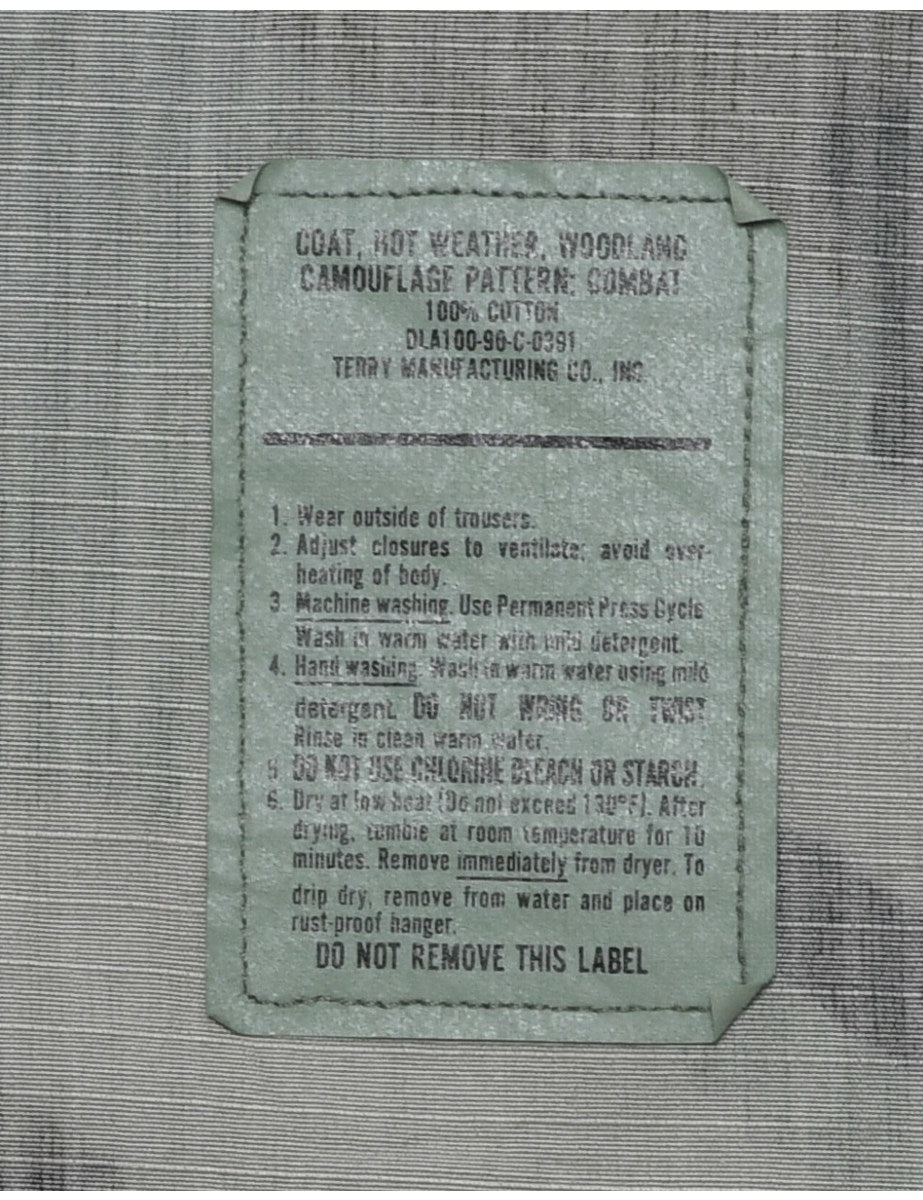 COAT, HOT WEATHER, WOODLAND
CAMOUFLAGE PATTERN: COMBAT
100% COTTON
DLA100-90-C-0391
TERRY MANUFACTURING CO., INC
1. Wear outside of trousers.
2. Adjust closures to ventilate; avoid over-
heating of body.
3. Machine washing. Use Permanent Press Cycle
Wash in warm water with mild detergent.
4. Hand washing. Wash in warm water using mild
detergent. DO NOT WRING OR TWIST
Rinse in clean warm water.
5. DO NOT USE CHLORINE BLEACH OR STARCH.
6. Dry at low heat (Do not exceed 130°F). After
drying, tumble at room temperature for 10
minutes. Remove immediately from dryer. To
drip dry, remove from water and place on
rust-proof hanger.
DO NOT REMOVE THIS LABEL